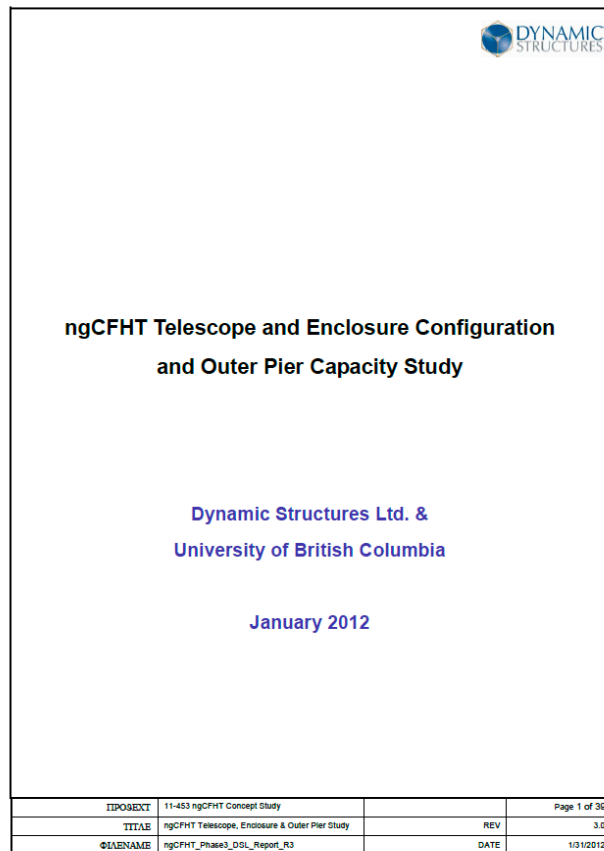 DYNAMIC
STRUCTURES
ngCFHT Telescope and Enclosure Configuration
and Outer Pier Capacity Study
Dynamic Structures Ltd. &
University of British Columbia
January 2012
ΠΡΟϑΕΧΤ 11-453 ngCFHT Concept Study Page 1 of 39
ΤΙΤΛΕ ngCFHT Telescope, Enclosure & Outer Pier Study REV 3.0
ΦΙΛΕΝΑΜΕ ngCFHT_Phase3_DSL_Report_R3 DATE 1/31/2012